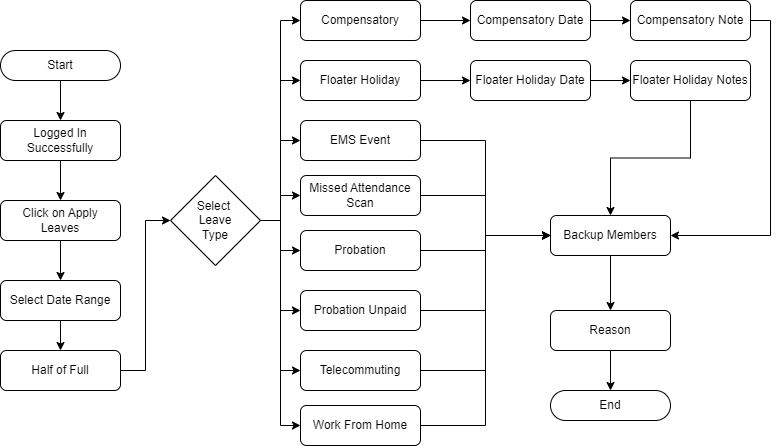 Start
Logged In
Successfully
Click on Apply
Leaves
Select Date Range
Half of Full
Select
Leave
Type
Compensatory
Compensatory Date
Compensatory Note
Floater Holiday
Floater Holiday Date
Floater Holiday Notes
EMS Event
Missed Attendance
Scan
Probation
Probation Unpaid
Telecommuting
Work From Home
Backup Members
Reason
End